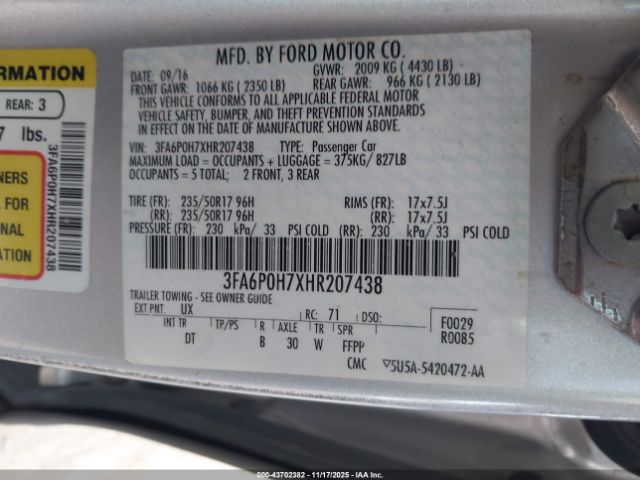 ORMATION
REAR: 3
7 lbs.
NERS
L FOR
ONAL
ATION
3FA6P0H7XHR207438
MFD. BY FORD MOTOR CO.
DATE: 09/16 GVWR: 2009 KG ( 4430 LB)
FRONT GAWR: 1066 KG ( 2350 LB) REAR GAWR: 966 KG ( 2130 LB)
THIS VEHICLE CONFORMS TO ALL APPLICABLE FEDERAL MOTOR
VEHICLE SAFETY, BUMPER, AND THEFT PREVENTION STANDARDS
IN EFFECT ON THE DATE OF MANUFACTURE SHOWN ABOVE.
VIN: 3FA6P0H7XHR207438 TYPE: Passenger Car
MAXIMUM LOAD = OCCUPANTS + LUGGAGE = 375KG/ 827LB
OCCUPANTS = 5 TOTAL; 2 FRONT, 3 REAR
TIRE (FR): 235/50R17 96H RIMS (FR): 17x7.5J
(RR): 235/50R17 96H (RR): 17x7.5J
PRESSURE (FR): 230 kPa/ 33 PSI COLD (RR): 230 kPa/ 33 PSI COLD
3FA6P0H7XHR207438
TRAILER TOWING - SEE OWNER GUIDE
EXT PNT: UX RC: 71 DSO: F0029
INT TR TP/PS R AXLE TR SPR R0085
DT B 30 W FFPP
CMC 5U5A-5420472-AA
www.iaai.com
#00-43702382 - 11/17/2025 - IAA Inc.